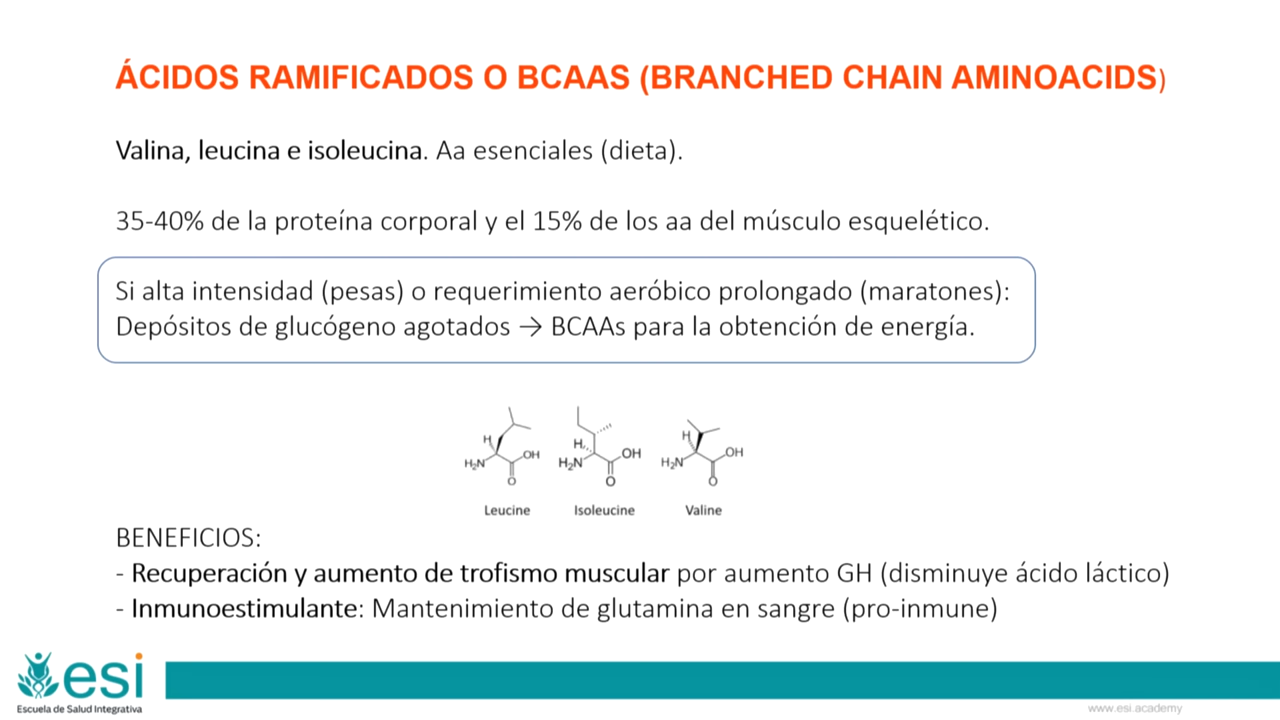 ÁCIDOS RAMIFICADOS O BCAAS (BRANCHED CHAIN AMINOACIDS)
Valina, leucina e isoleucina. Aa esenciales (dieta).
35-40% de la proteína corporal y el 15% de los aa del músculo esquelético.
Si alta intensidad (pesas) o requerimiento aeróbico prolongado (maratones):
Depósitos de glucógeno agotados → BCAAs para la obtención de energía.
H H₂N OH O
H H₂N OH O
H H₂N OH O
Leucine Isoleucine Valine
BENEFICIOS:
- Recuperación y aumento de trofismo muscular por aumento GH (disminuye ácido láctico)
- Inmunoestimulante: Mantenimiento de glutamina en sangre (pro-inmune)
esi
Escuela de Salud Integrativa
www.esi.academy